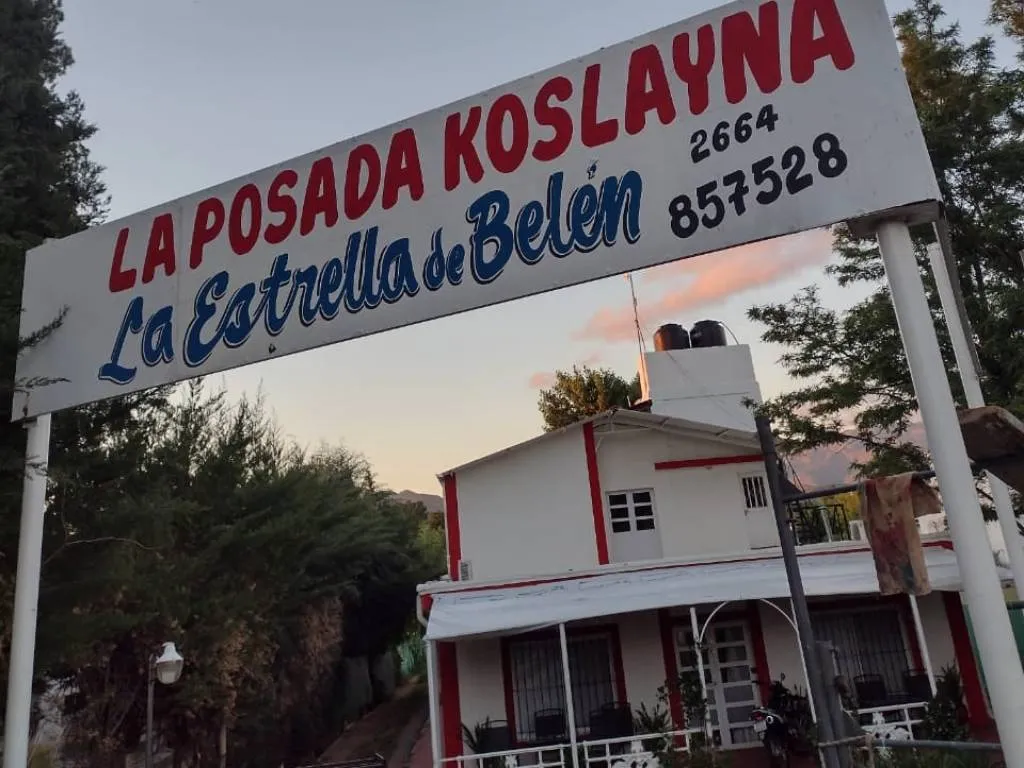 LA POSADA KOSLAYNA
La Estrella de Belén
2664
857528